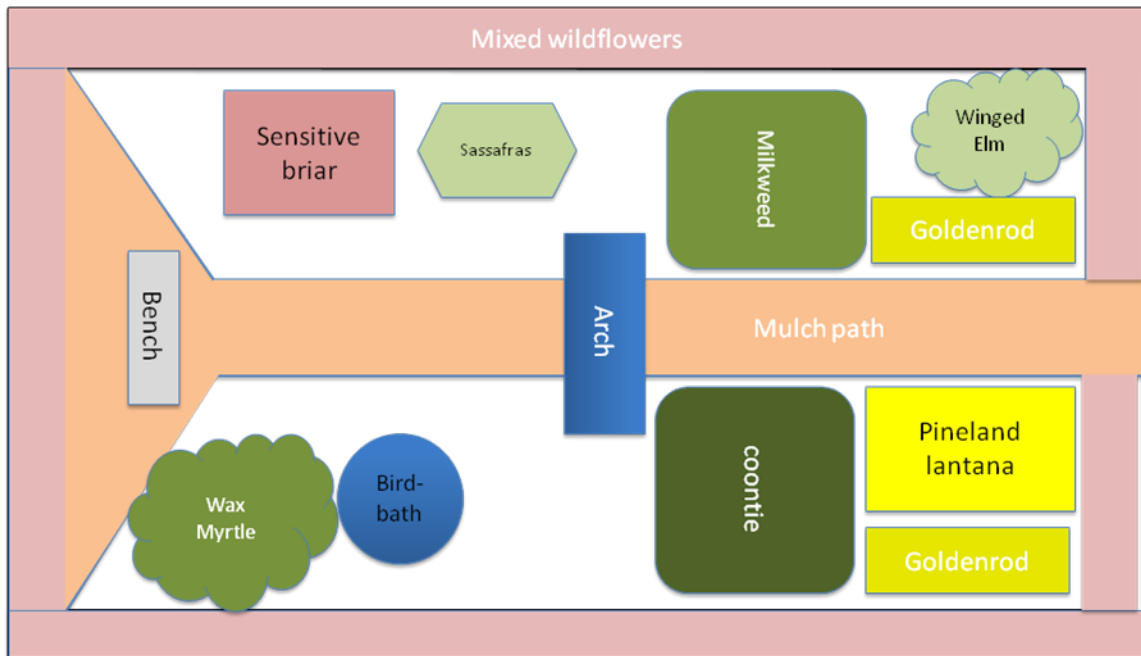 Mixed wildflowers
Sensitive
briar
Sassafras
Milkweed
Winged
Elm
Goldenrod
Bench
Arch
Mulch path
Wax
Myrtle
Bird-
bath
coontie
Pineland
lantana
Goldenrod